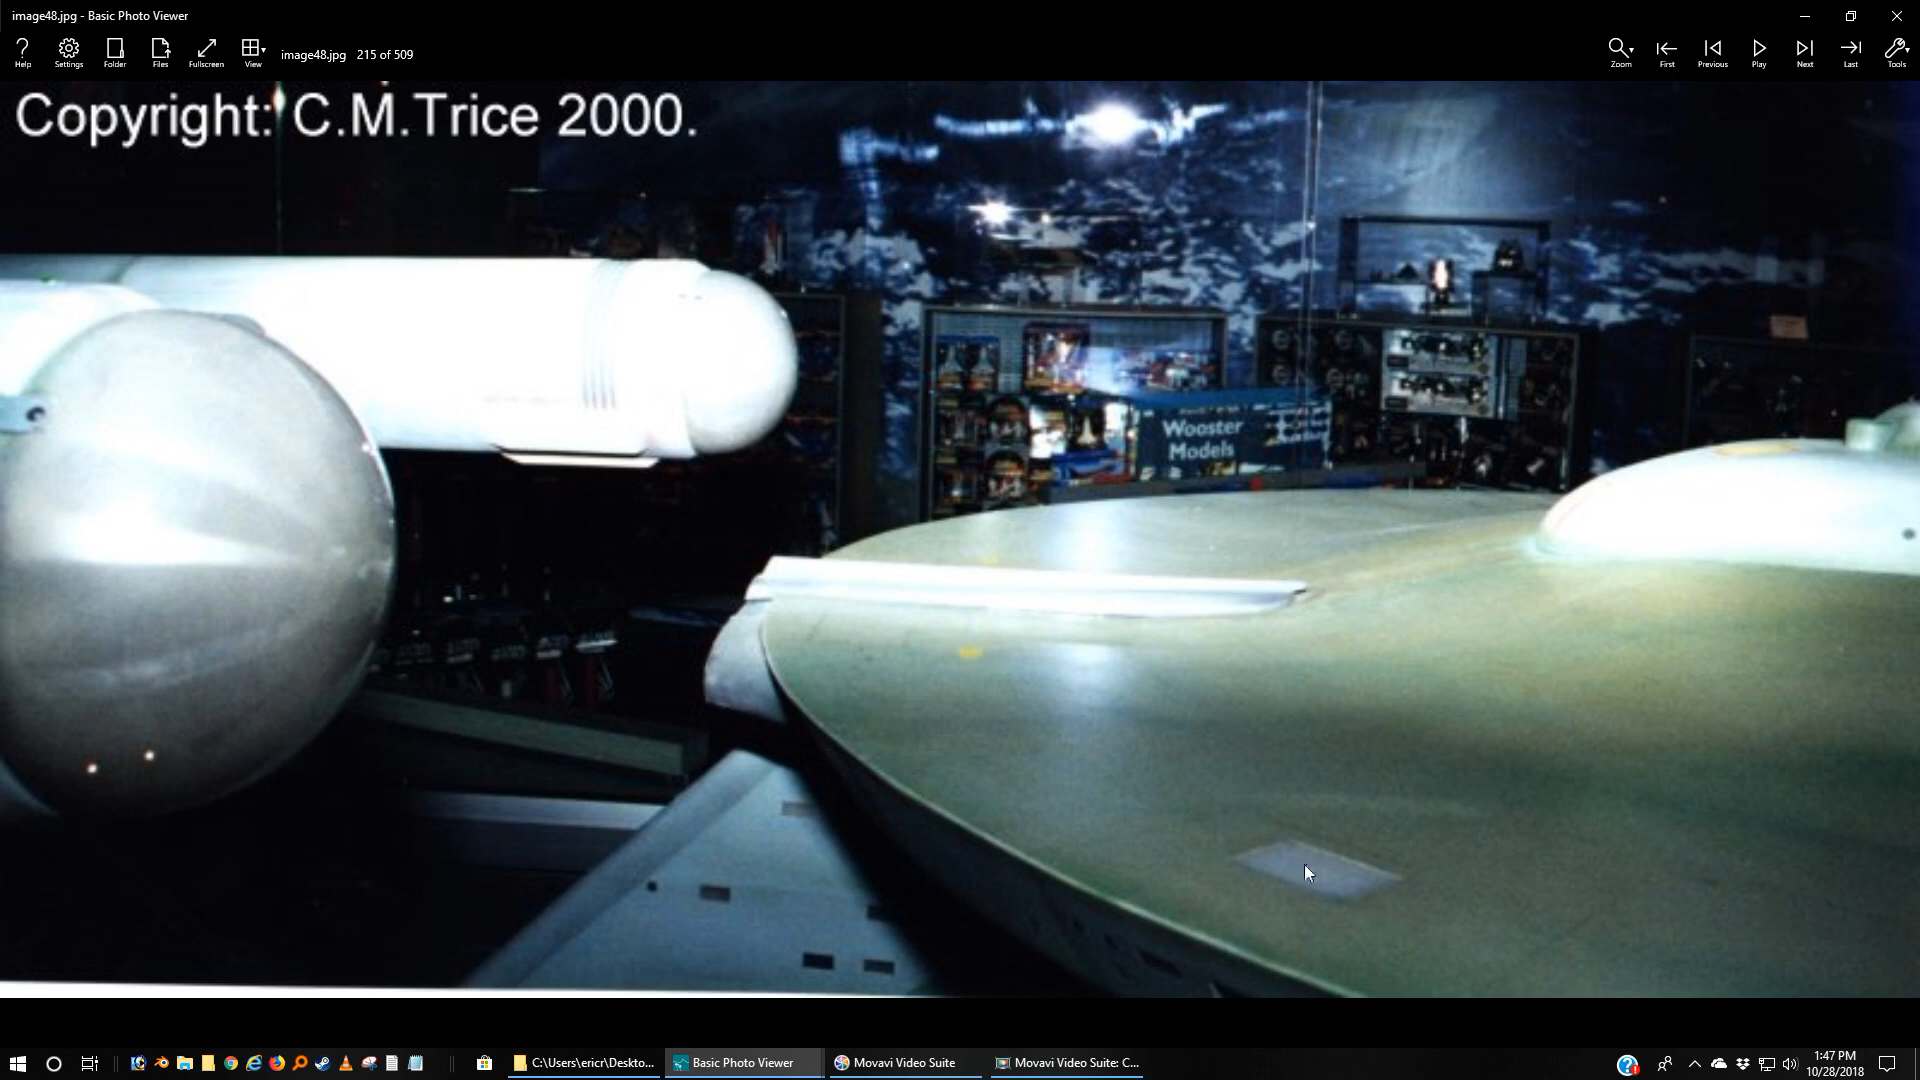 image48.jpg - Basic Photo Viewer
Help Settings Folder Files Fullscreen View image48.jpg 215 of 509 Zoom First Previous Play Next Last Tools
Copyright: C.M.Trice 2000.
Wooster
Models
C:\Users\ericr\Deskto... Basic Photo Viewer Movavi Video Suite Movavi Video Suite: C... 1:47 PM
10/28/2018